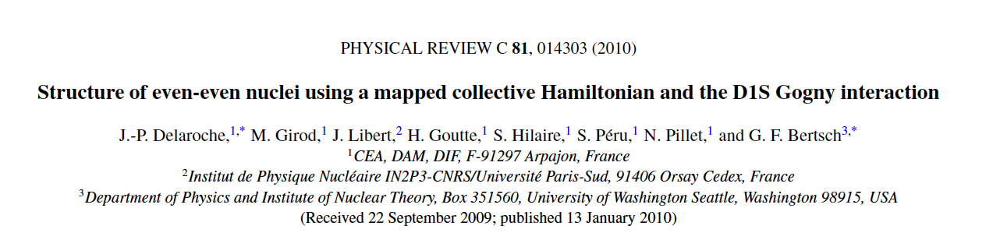 PHYSICAL REVIEW C 81, 014303 (2010)
Structure of even-even nuclei using a mapped collective Hamiltonian and the D1S Gogny interaction
J.-P. Delaroche,1,* M. Girod,1 J. Libert,2 H. Goutte,1 S. Hilaire,1 S. Péru,1 N. Pillet,1 and G. F. Bertsch3,*
1CEA, DAM, DIF, F-91297 Arpajon, France
2Institut de Physique Nucléaire IN2P3-CNRS/Université Paris-Sud, 91406 Orsay Cedex, France
3Department of Physics and Institute of Nuclear Theory, Box 351560, University of Washington Seattle, Washington 98915, USA
(Received 22 September 2009; published 13 January 2010)